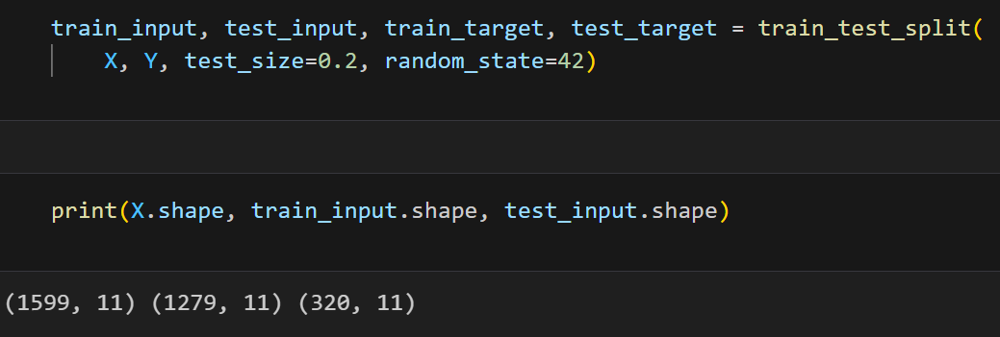 train_input, test_input, train_target, test_target = train_test_split(
    X, Y, test_size=0.2, random_state=42)
print(X.shape, train_input.shape, test_input.shape)
(1599, 11) (1279, 11) (320, 11)